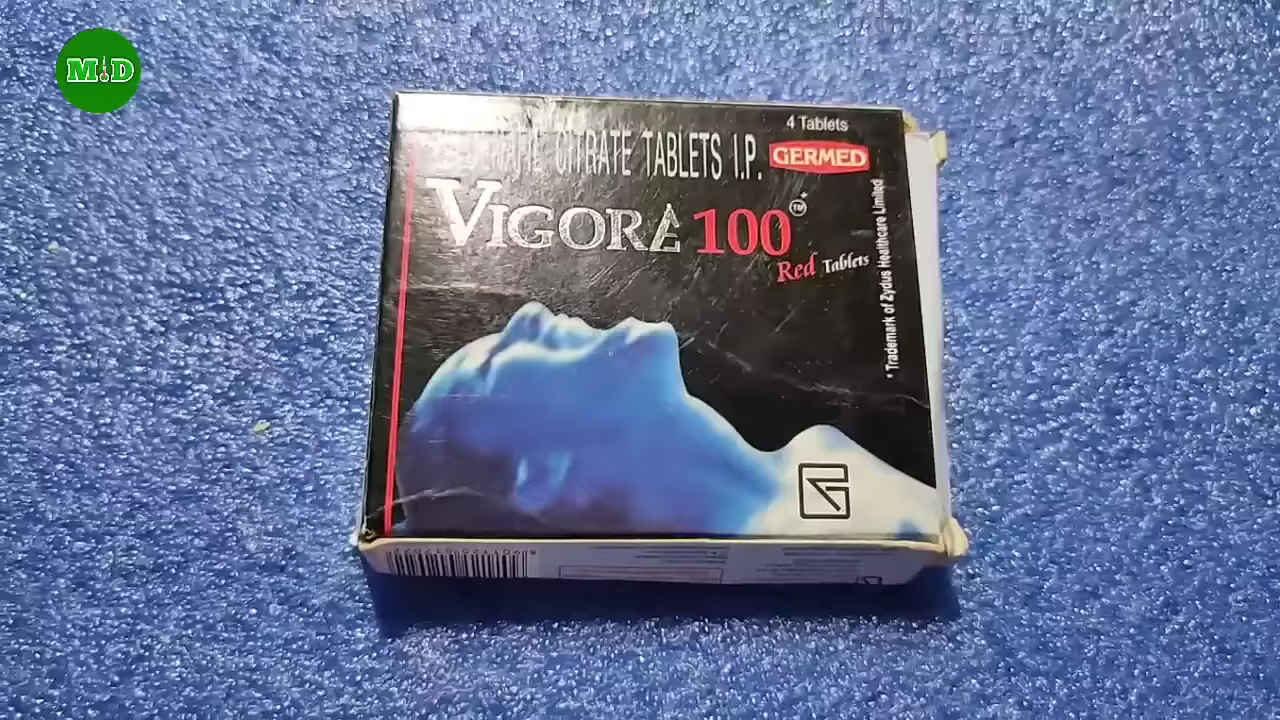 M D
4 Tablets
CITRATE TABLETS I.P.
GERMED
VIGORA 100 TM*
Red Tablets
* Trademark of Zydus Healthcare Limited